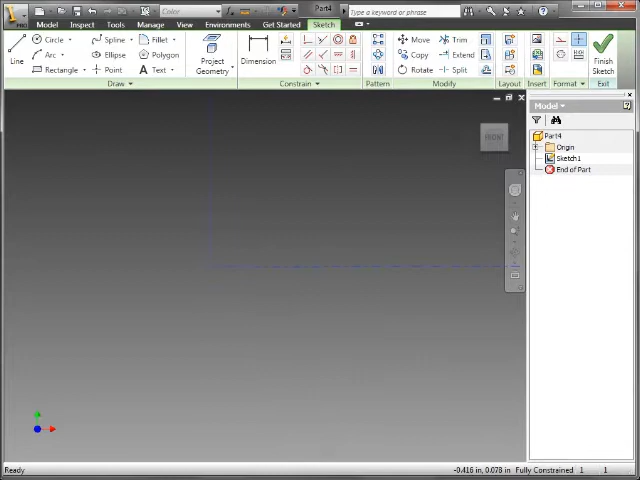 Color
Part4
Type a keyword or phrase
PRO
Model Inspect Tools Manage View Environments Get Started Sketch
Line
Circle
Arc
Rectangle
Spline
Ellipse
Point
Fillet
Polygon
Text
Project
Geometry
Dimension
Move
Copy
Rotate
Trim
Extend
Split
Finish
Sketch
Draw Constrain Pattern Modify Layout Insert Format Exit
Model
Part4
Origin
Sketch1
End of Part
FRONT
Ready
-0.416 in, 0.078 in Fully Constrained 1 1